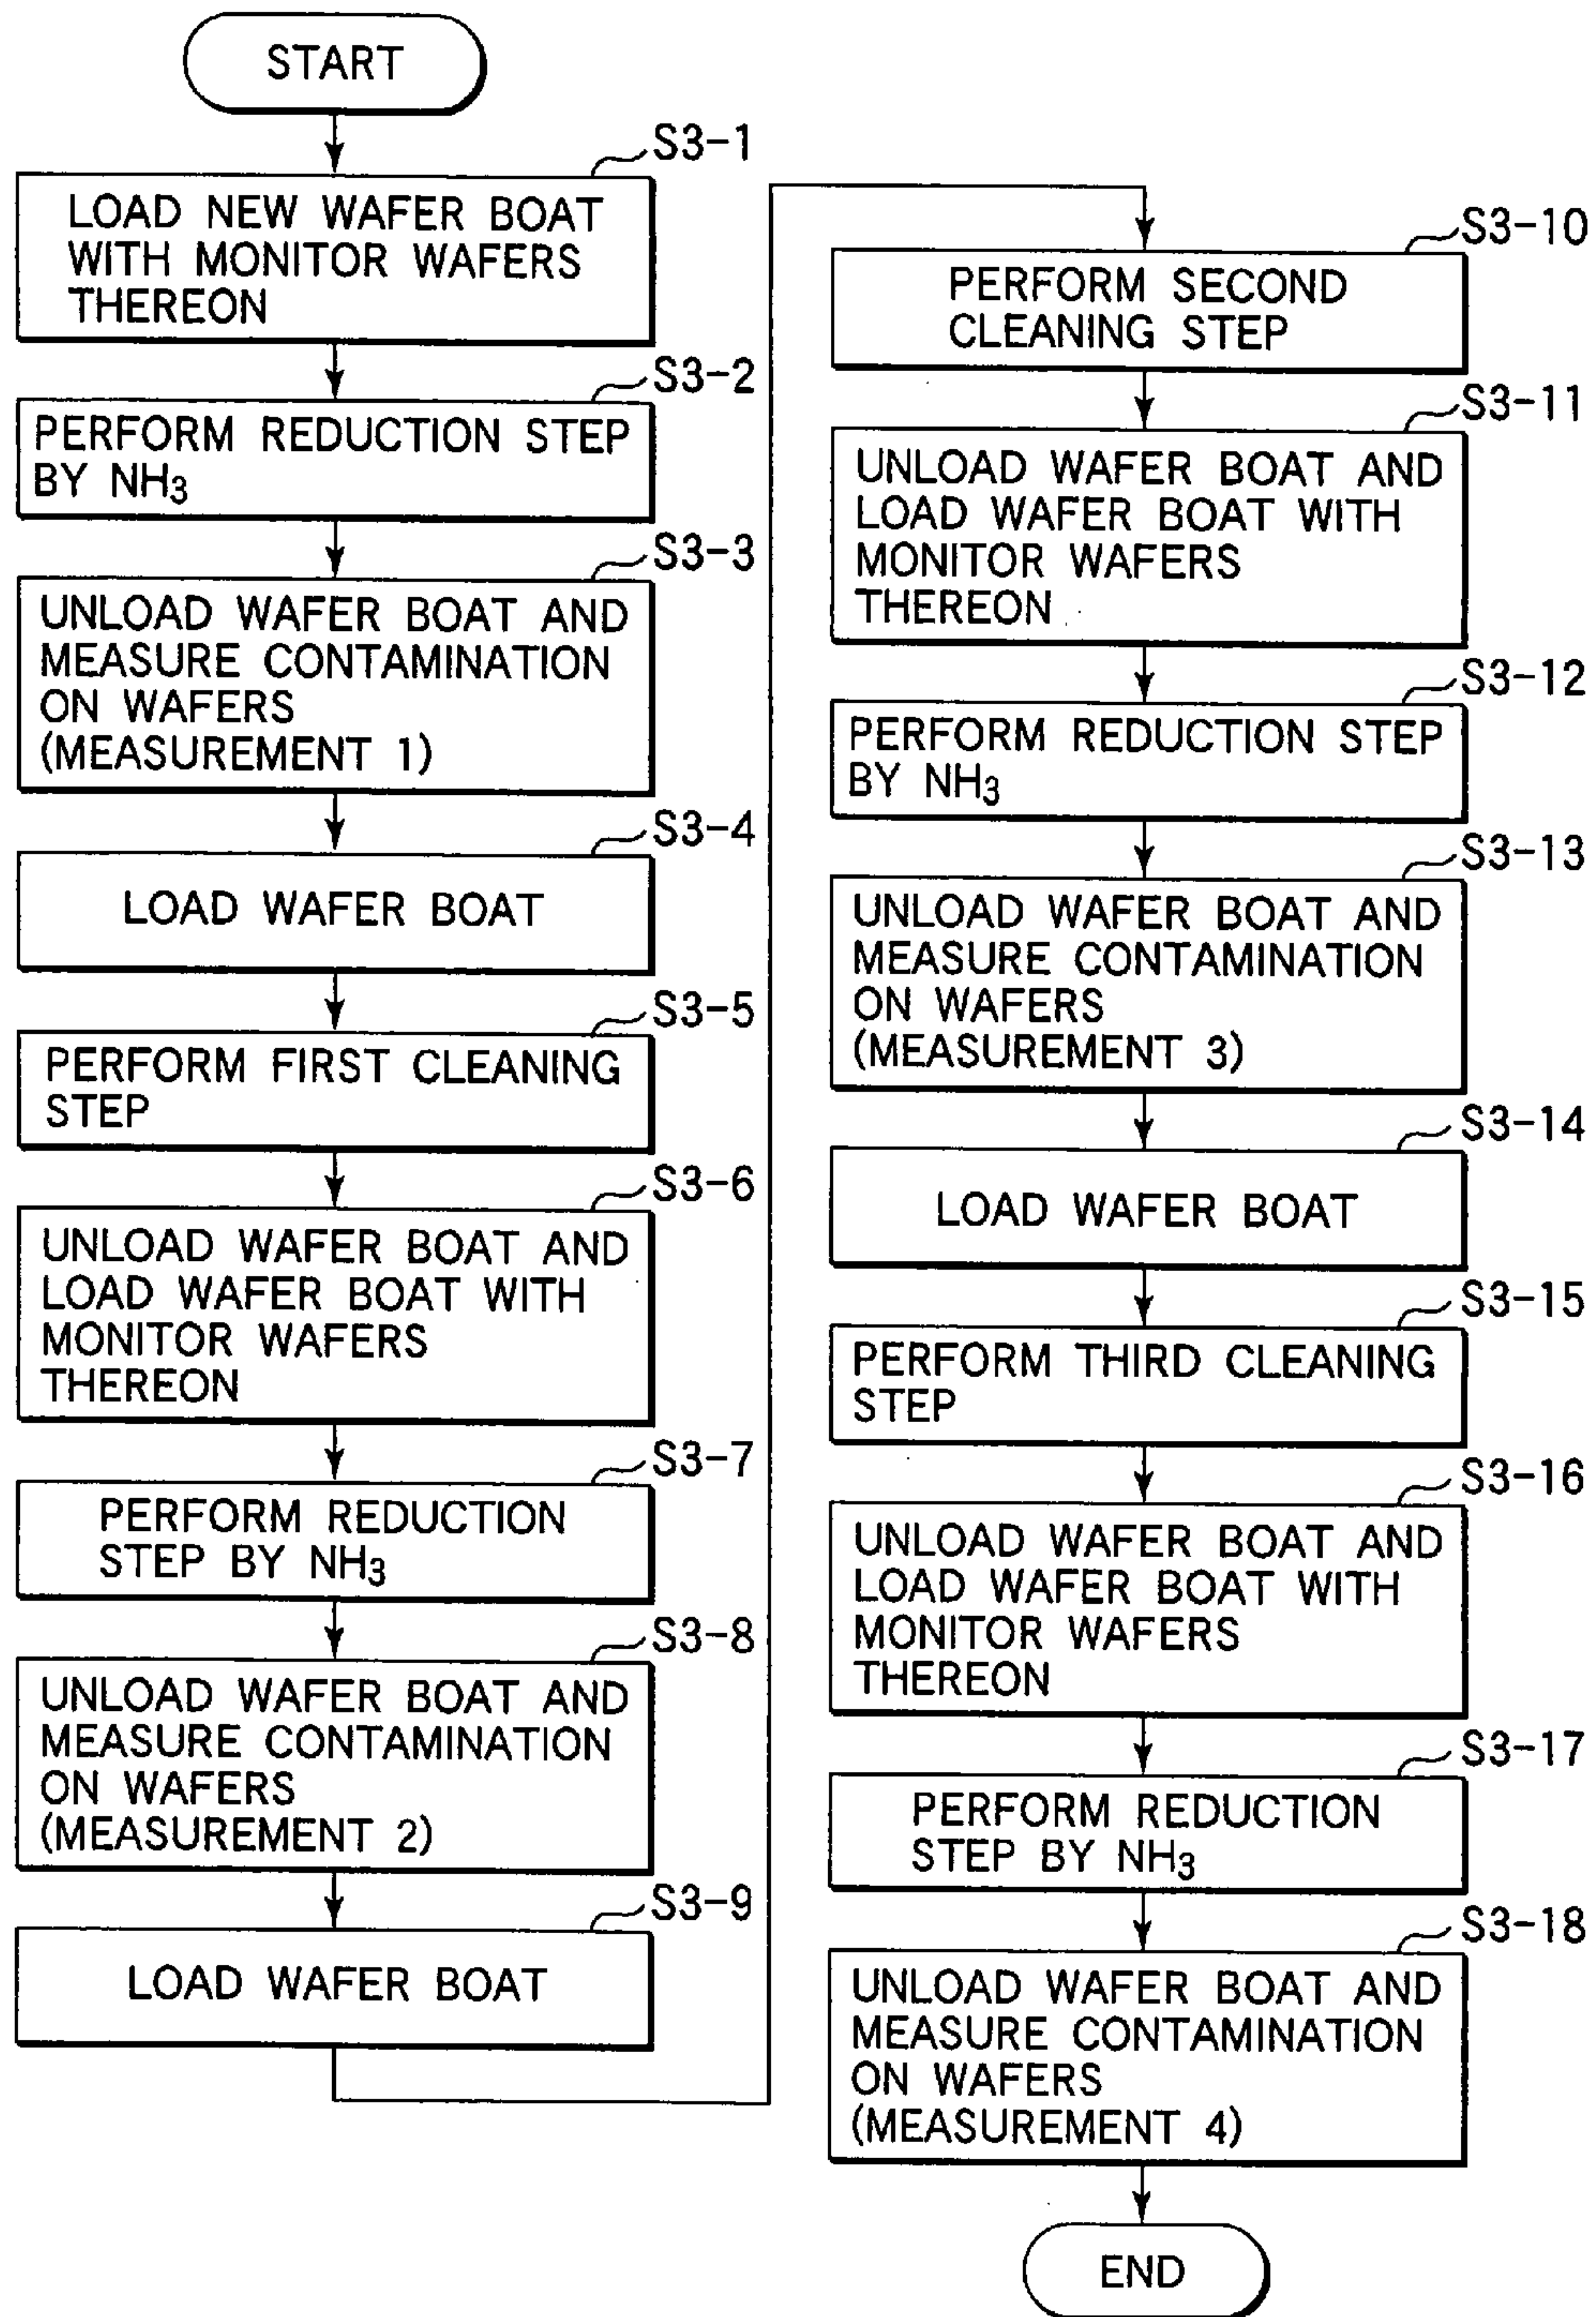 START
S3-1
LOAD NEW WAFER BOAT
WITH MONITOR WAFERS
THEREON
S3-2
PERFORM REDUCTION STEP
BY NH₃
S3-3
UNLOAD WAFER BOAT AND
MEASURE CONTAMINATION
ON WAFERS
(MEASUREMENT 1)
S3-4
LOAD WAFER BOAT
S3-5
PERFORM FIRST CLEANING
STEP
S3-6
UNLOAD WAFER BOAT AND
LOAD WAFER BOAT WITH
MONITOR WAFERS
THEREON
S3-7
PERFORM REDUCTION
STEP BY NH₃
S3-8
UNLOAD WAFER BOAT AND
MEASURE CONTAMINATION
ON WAFERS
(MEASUREMENT 2)
S3-9
LOAD WAFER BOAT
S3-10
PERFORM SECOND
CLEANING STEP
S3-11
UNLOAD WAFER BOAT AND
LOAD WAFER BOAT WITH
MONITOR WAFERS
THEREON
S3-12
PERFORM REDUCTION STEP
BY NH₃
S3-13
UNLOAD WAFER BOAT AND
MEASURE CONTAMINATION
ON WAFERS
(MEASUREMENT 3)
S3-14
LOAD WAFER BOAT
S3-15
PERFORM THIRD CLEANING
STEP
S3-16
UNLOAD WAFER BOAT AND
LOAD WAFER BOAT WITH
MONITOR WAFERS
THEREON
S3-17
PERFORM REDUCTION
STEP BY NH₃
S3-18
UNLOAD WAFER BOAT AND
MEASURE CONTAMINATION
ON WAFERS
(MEASUREMENT 4)
END